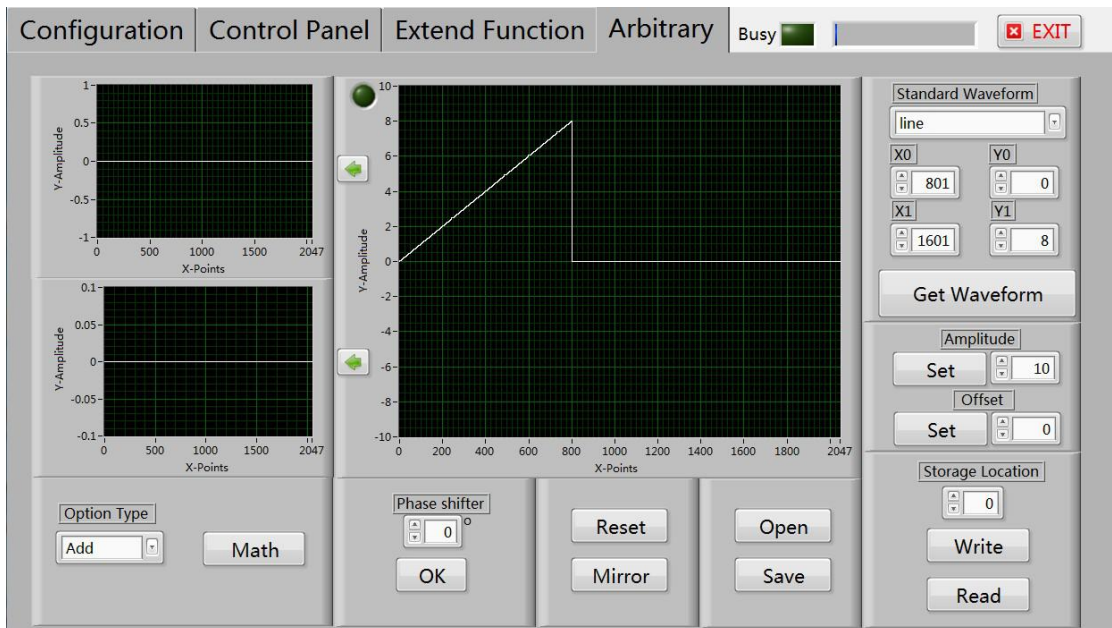 Configuration
Control Panel
Extend Function
Arbitrary
Busy
EXIT
1
0.5
0
-0.5
-1
Y-Amplitude
0 500 1000 1500 2047
X-Points
0.1
0.05
0
-0.05
-0.1
Y-Amplitude
0 500 1000 1500 2047
X-Points
10
8
6
4
2
0
-2
-4
-6
-8
-10
Y-Amplitude
0 200 400 600 800 1000 1200 1400 1600 1800 2047
X-Points
Standard Waveform
line
X0 Y0
801 0
X1 Y1
1601 8
Get Waveform
Amplitude
Set 10
Offset
Set 0
Storage Location
0
Write
Read
Option Type
Add
Math
Phase shifter
0 o
OK
Reset
Mirror
Open
Save